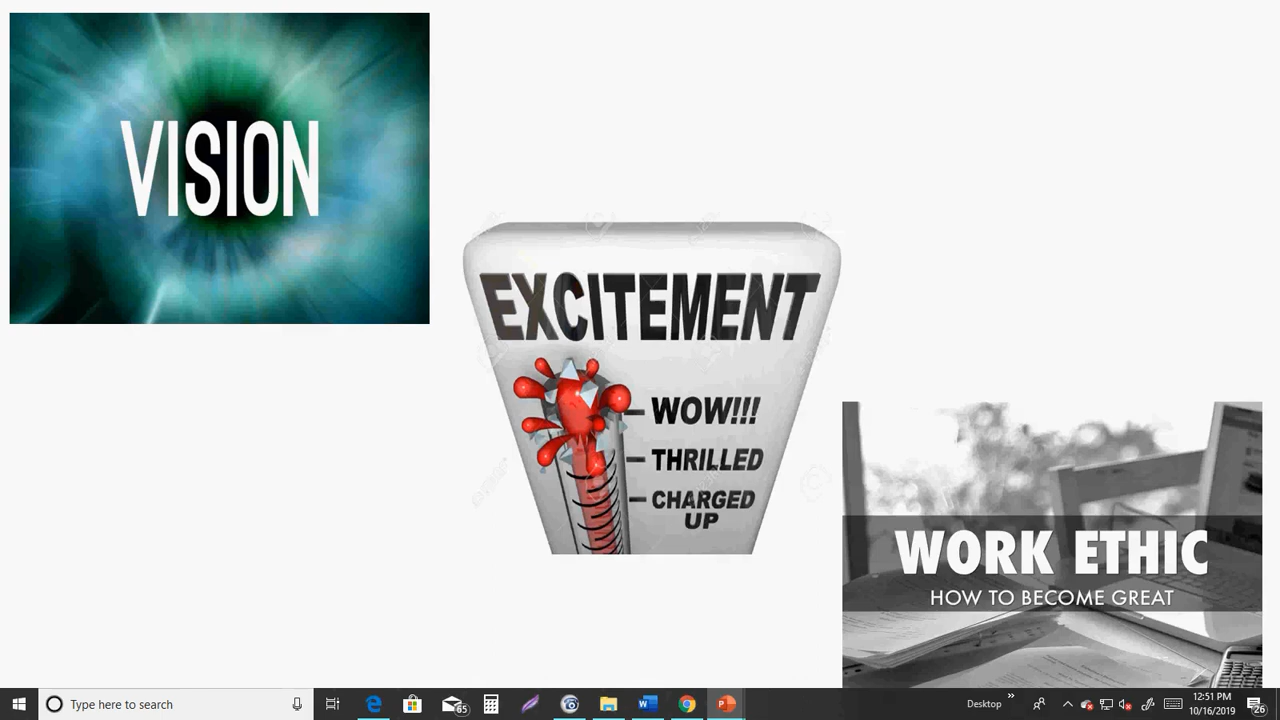 VISION
EXCITEMENT
WOW!!!
THRILLED
CHARGED
UP
WORK ETHIC
HOW TO BECOME GREAT
Type here to search
65
Desktop
12:51 PM
10/16/2019
26